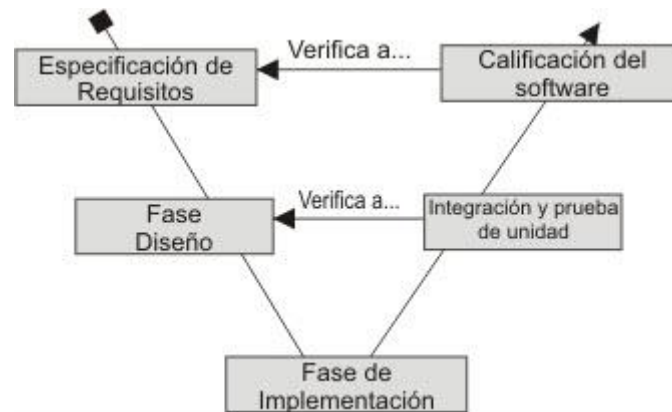 Verifica a...
Especificación de
Requisitos
Calificación del
software
Verifica a...
Fase
Diseño
Integración y prueba
de unidad
Fase de
Implementación